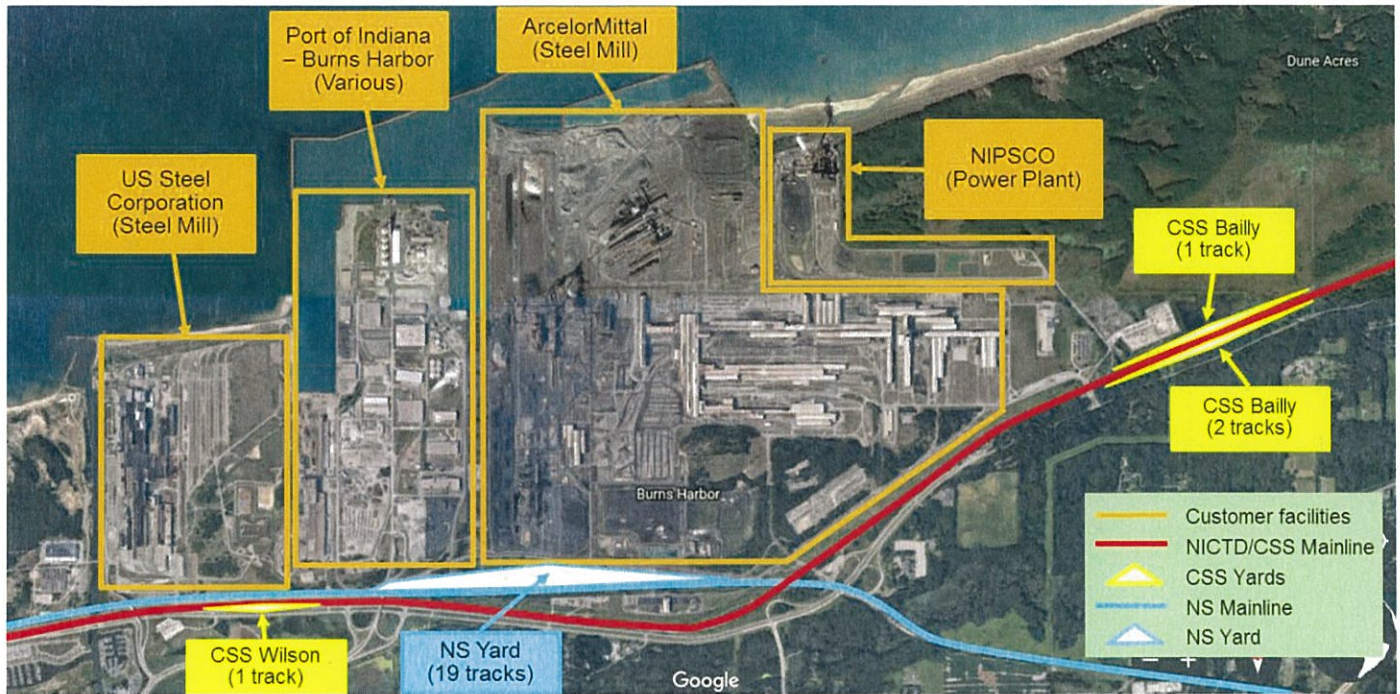 Port of Indiana
– Burns Harbor
(Various)
ArcelorMittal
(Steel Mill)
Dune Acres
US Steel
Corporation
(Steel Mill)
NIPSCO
(Power Plant)
CSS Bailly
(1 track)
CSS Bailly
(2 tracks)
Burns Harbor
Customer facilities
NICTD/CSS Mainline
CSS Yards
NS Mainline
NS Yard
CSS Wilson
(1 track)
NS Yard
(19 tracks)
Google